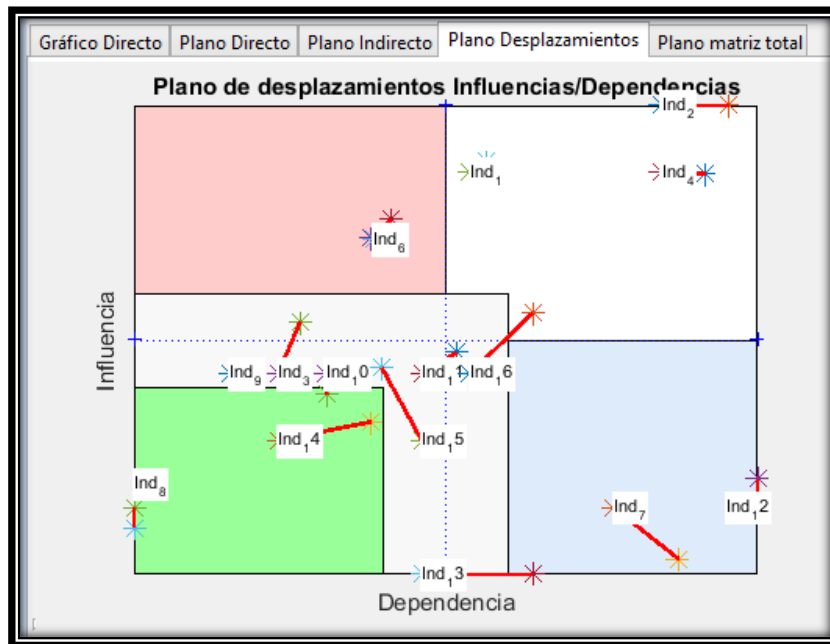 Gráfico Directo Plano Directo Plano Indirecto Plano Desplazamientos Plano matriz total
Plano de desplazamientos Influencias/Dependencias
Ind2
Ind1 Ind4
Ind6
Influencia
Ind9 Ind3 Ind10 Ind11 Ind16
Ind14 Ind15
Ind8
Ind7 Ind12
Ind13
Dependencia